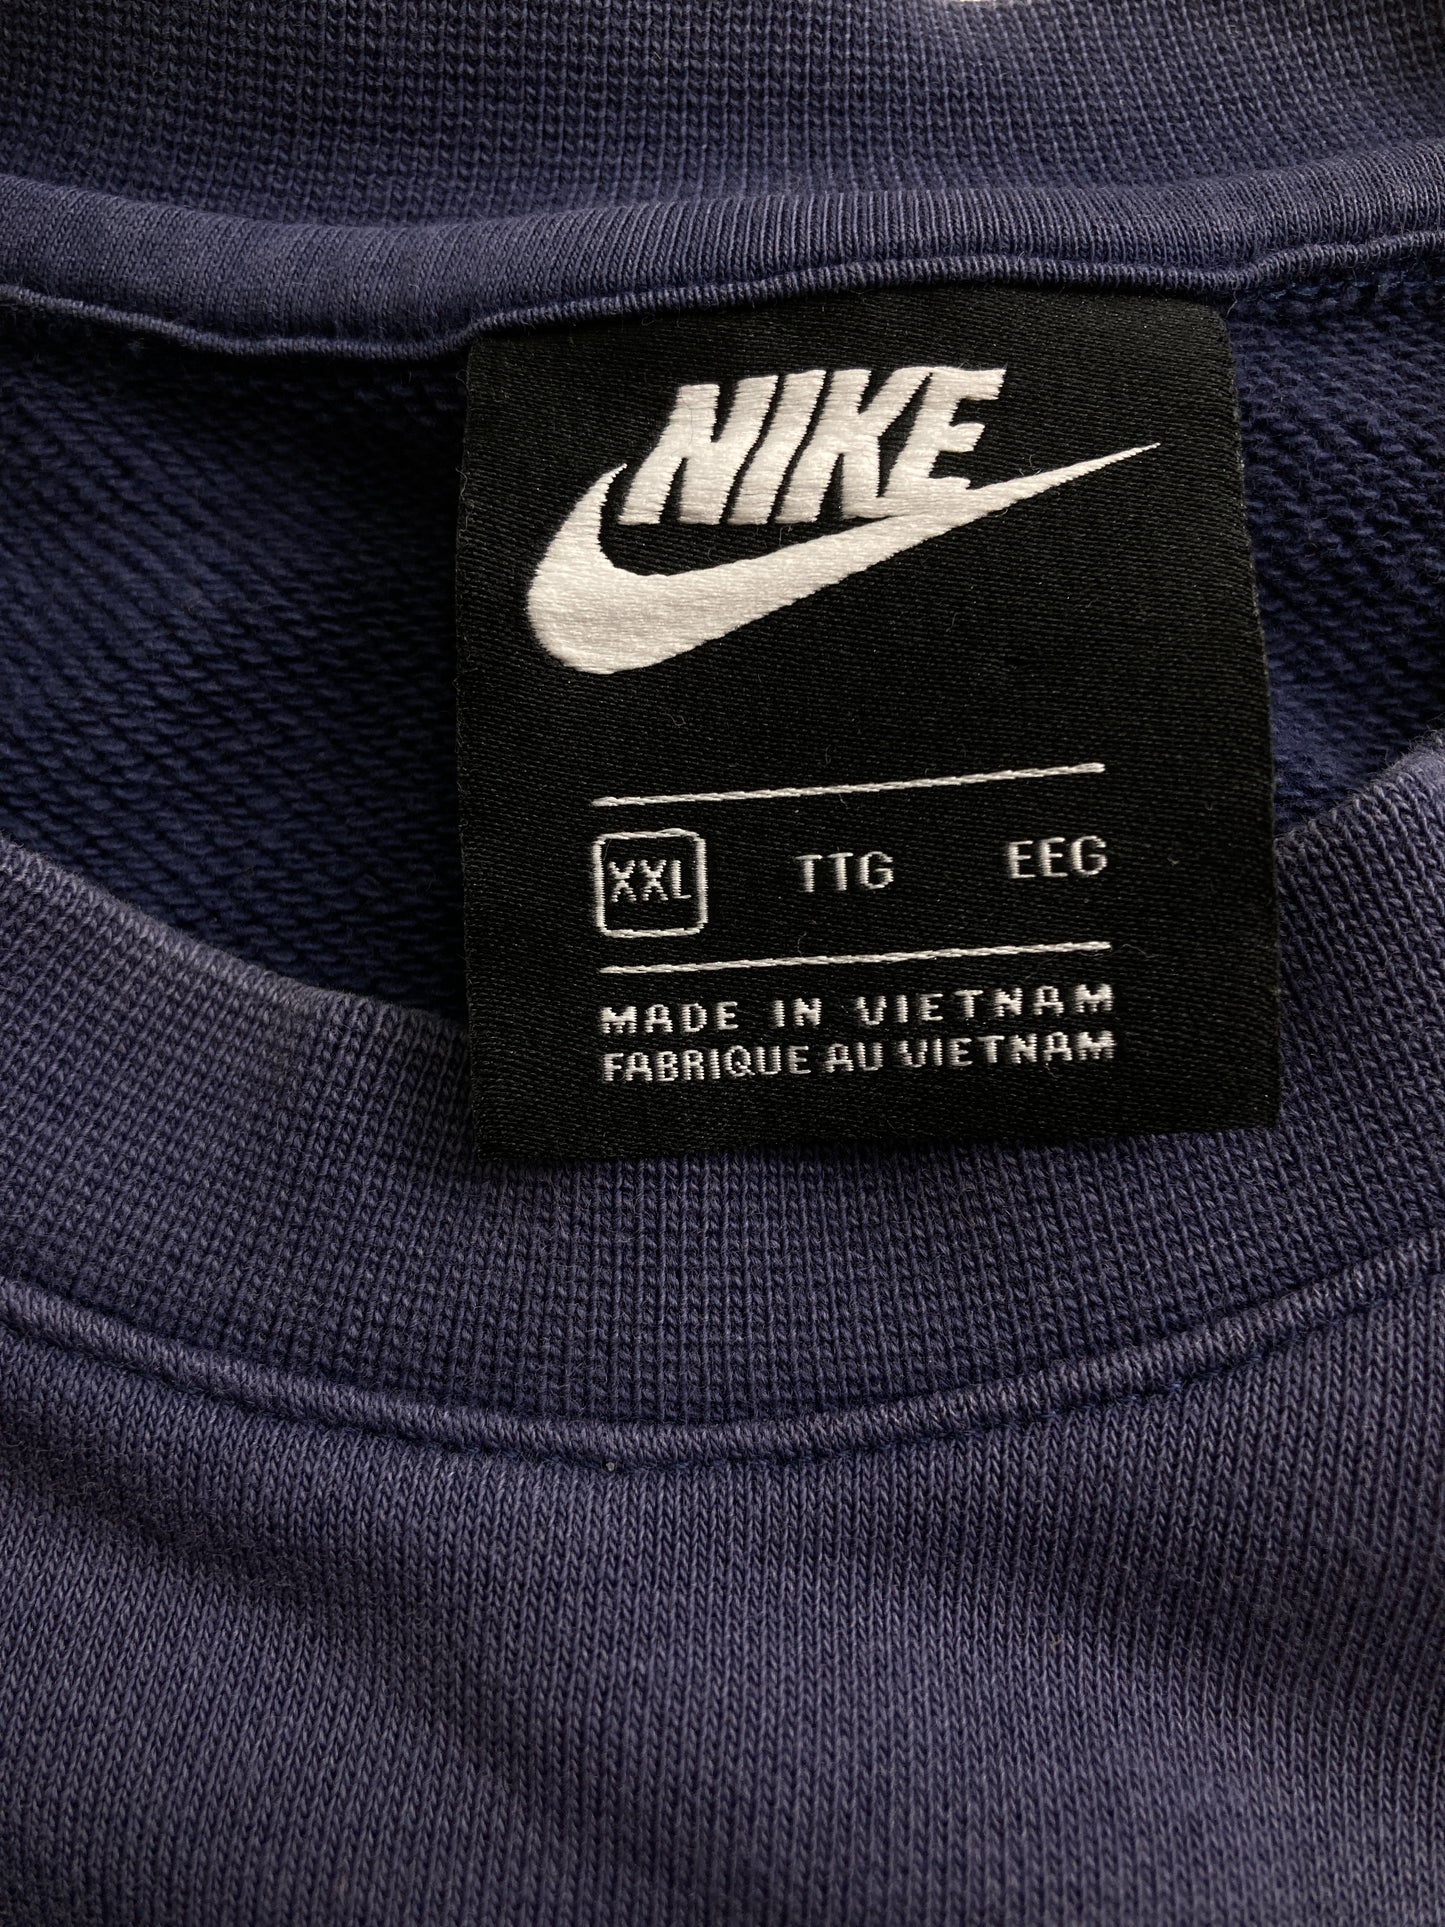 NIKE
XXL TTG EEG
MADE IN VIETNAM
FABRIQUE AU VIETNAM